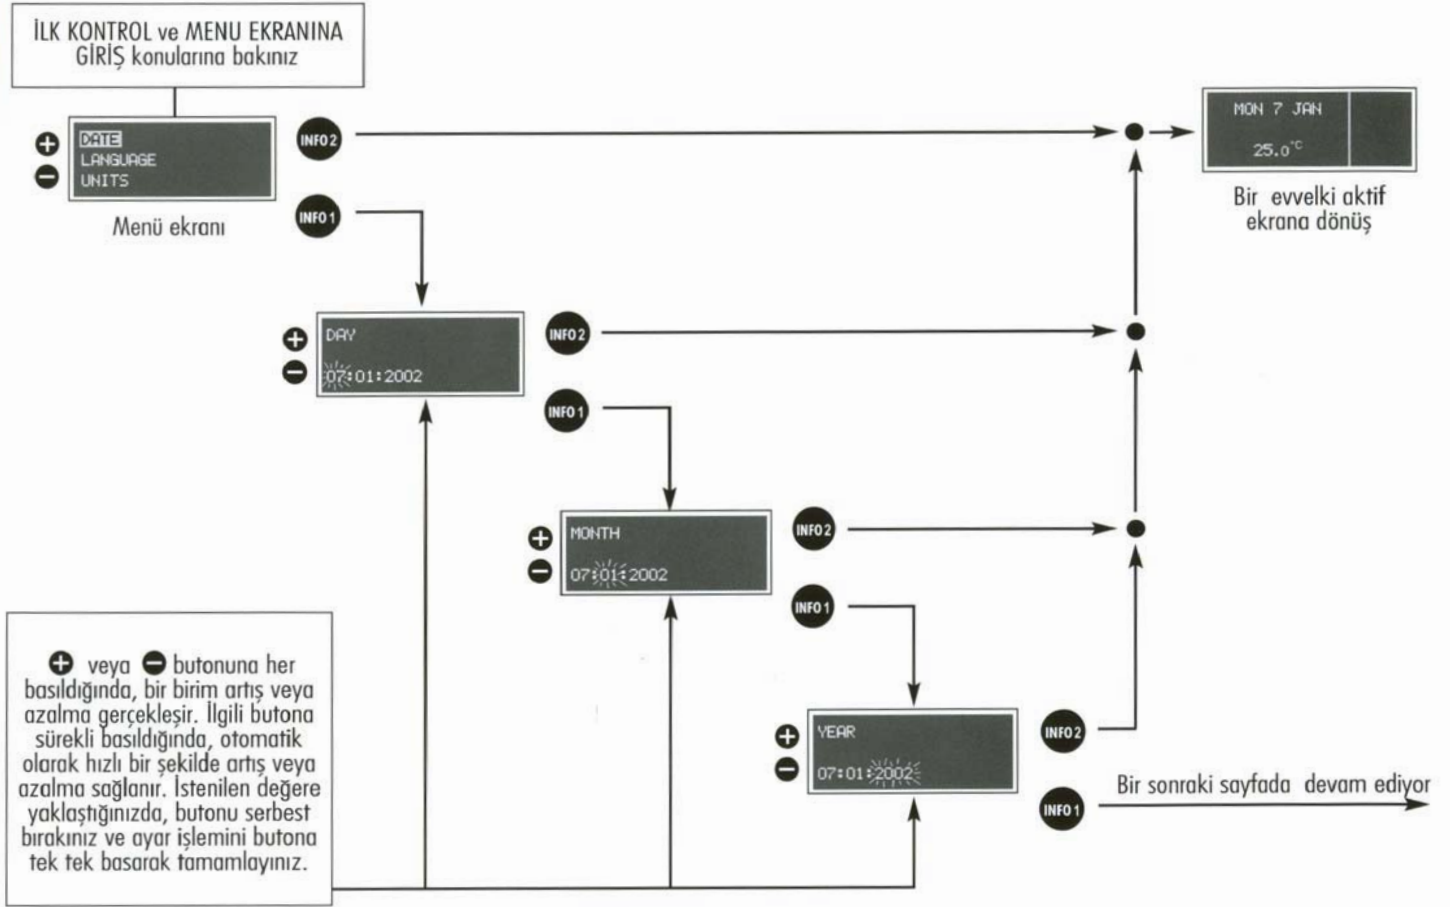 İLK KONTROL ve MENU EKRANINA
GİRİŞ konularına bakınız
DATE
LANGUAGE
UNITS
INFO 2
MON 7 JAN
25.0°C
Menü ekranı
INFO 1
Bir evvelki aktif
ekrana dönüş
DAY
07:01:2002
INFO 2
INFO 1
MONTH
07:01:2002
INFO 2
INFO 1
+ veya - butonuna her
basıldığında, bir birim artış veya
azalma gerçekleşir. İlgili butona
sürekli basıldığında, otomatik
olarak hızlı bir şekilde artış veya
azalma sağlanır. İstenilen değere
yaklaştığınızda, butonu serbest
bırakınız ve ayar işlemini butona
tek tek basarak tamamlayınız.
YEAR
07:01:2002
INFO 2
INFO 1
Bir sonraki sayfada devam ediyor